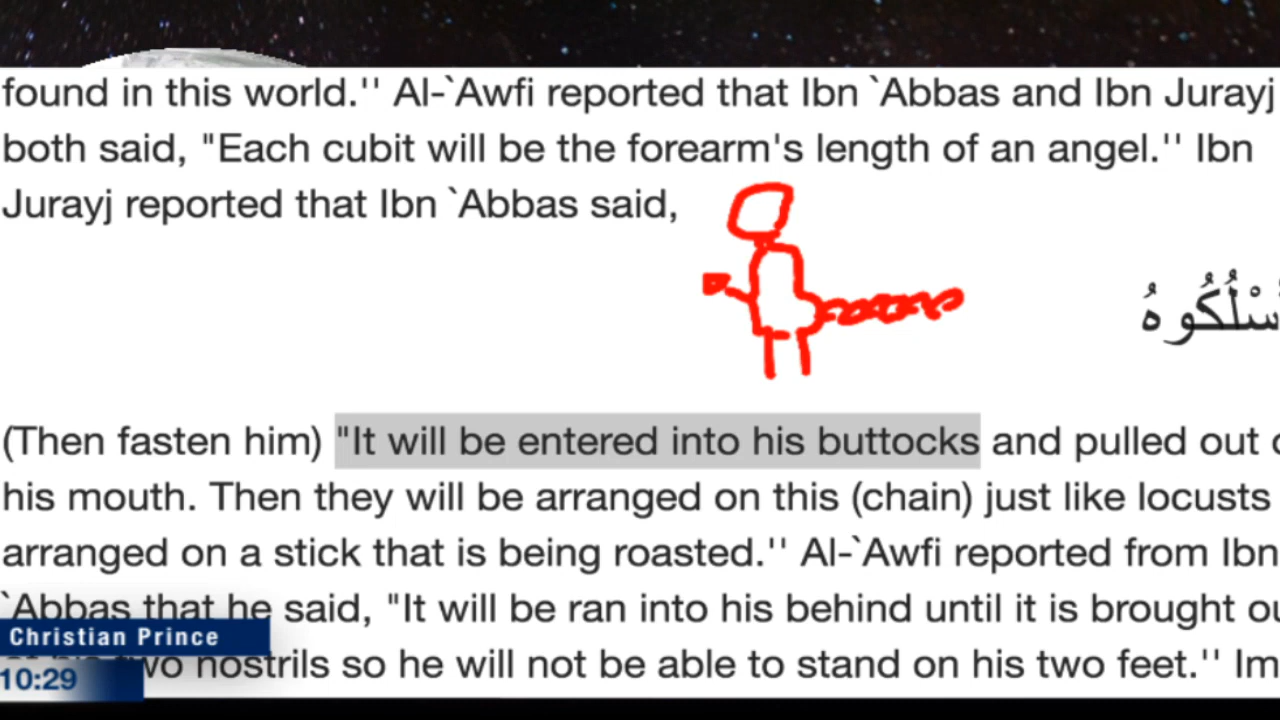 found in this world.'' Al-`Awfi reported that Ibn `Abbas and Ibn Jurayj
both said, "Each cubit will be the forearm's length of an angel.'' Ibn
Jurayj reported that Ibn `Abbas said,
(Then fasten him) "It will be entered into his buttocks and pulled out
his mouth. Then they will be arranged on this (chain) just like locusts
arranged on a stick that is being roasted.'' Al-`Awfi reported from Ibn
`Abbas that he said, "It will be ran into his behind until it is brought
two nostrils so he will not be able to stand on his two feet.''
Christian Prince
10:29